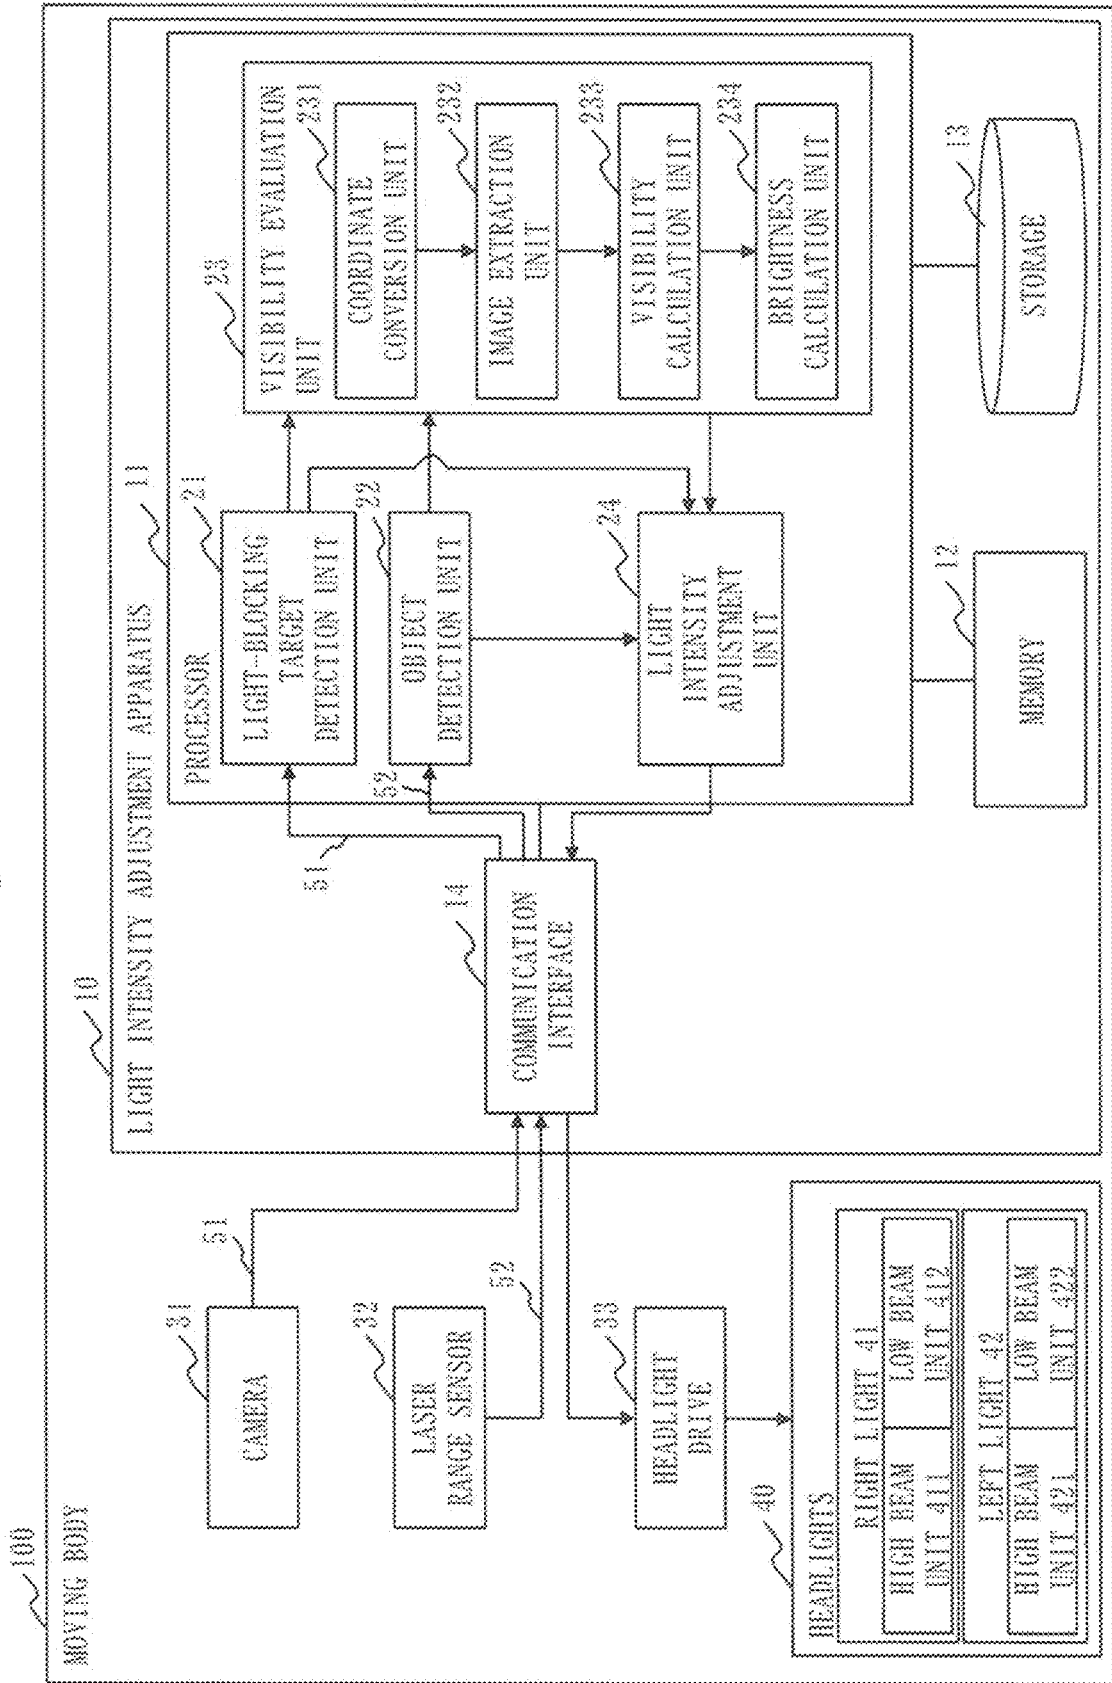 100
MOVING BODY
10
LIGHT INTENSITY ADJUSTMENT APPARATUS
11
PROCESSOR
31
CAMERA
51
32
LASER
RANGE SENSOR
52
33
HEADLIGHT
DRIVE
40
HEADLIGHTS
RIGHT LIGHT 41
HIGH BEAM
UNIT 411
LOW BEAM
UNIT 412
LEFT LIGHT 42
HIGH BEAM
UNIT 421
LOW BEAM
UNIT 422
14
COMMUNICATION
INTERFACE
51
52
21
LIGHT-BLOCKING
TARGET
DETECTION UNIT
22
OBJECT
DETECTION UNIT
24
LIGHT
INTENSITY
ADJUSTMENT
UNIT
23
VISIBILITY EVALUATION
UNIT
231
COORDINATE
CONVERSION UNIT
232
IMAGE EXTRACTION
UNIT
233
VISIBILITY
CALCULATION UNIT
234
BRIGHTNESS
CALCULATION UNIT
12
MEMORY
13
STORAGE